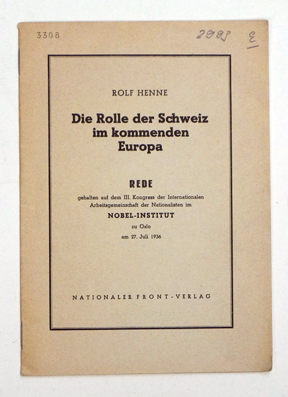 3308
ROLF HENNE
Die Rolle der Schweiz
im kommenden
Europa
REDE
gehalten auf dem III. Kongress der Internationalen
Arbeitsgemeinschaft der Nationalisten im
NOBEL-INSTITUT
zu Oslo
am 27. Juli 1936
NATIONALER FRONT-VERLAG